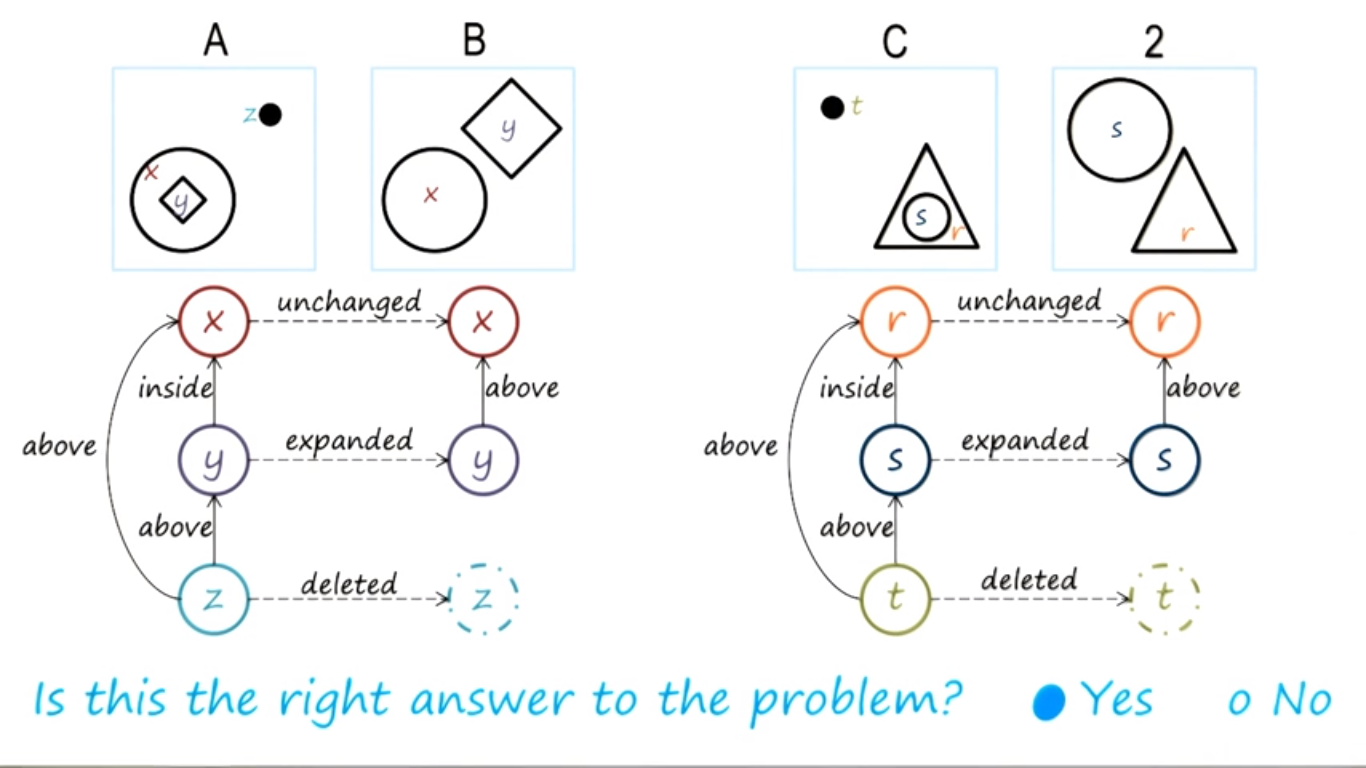 A B C 2
z t
y s
x x s
y r r
unchanged unchanged
x x r r
inside above inside above
above expanded above expanded
y y s s
above above
deleted deleted
z z t t
Is this the right answer to the problem? Yes No